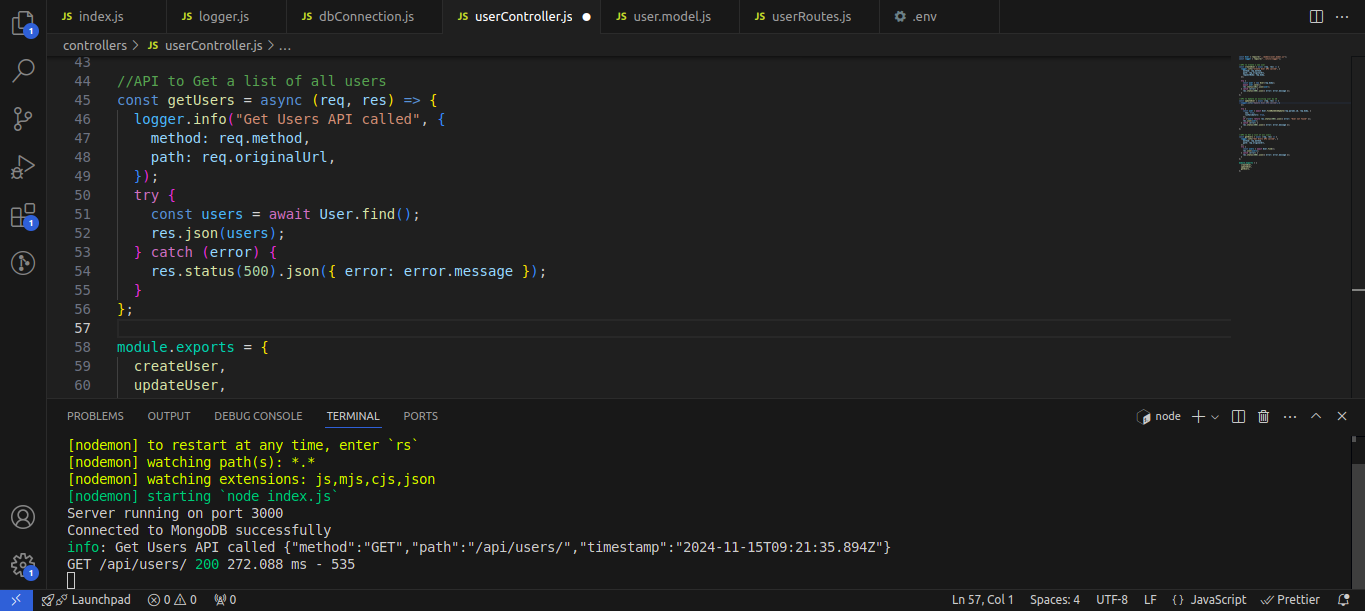 JS index.js
JS logger.js
JS dbConnection.js
JS userController.js
JS user.model.js
JS userRoutes.js
.env
controllers > JS userController.js > ...
43
44 //API to Get a list of all users
45 const getUsers = async (req, res) => {
46 logger.info("Get Users API called", {
47 method: req.method,
48 path: req.originalUrl,
49 });
50 try {
51 const users = await User.find();
52 res.json(users);
53 } catch (error) {
54 res.status(500).json({ error: error.message });
55 }
56 };
57
58 module.exports = {
59 createUser,
60 updateUser,
PROBLEMS OUTPUT DEBUG CONSOLE TERMINAL PORTS
node
[nodemon] to restart at any time, enter `rs`
[nodemon] watching path(s): *.*
[nodemon] watching extensions: js,mjs,cjs,json
[nodemon] starting `node index.js`
Server running on port 3000
Connected to MongoDB successfully
info: Get Users API called {"method":"GET","path":"/api/users/","timestamp":"2024-11-15T09:21:35.894Z"}
GET /api/users/ 200 272.088 ms - 535
1
1
1
Launchpad 0 0 0 Ln 57, Col 1 Spaces: 4 UTF-8 LF {} JavaScript Prettier